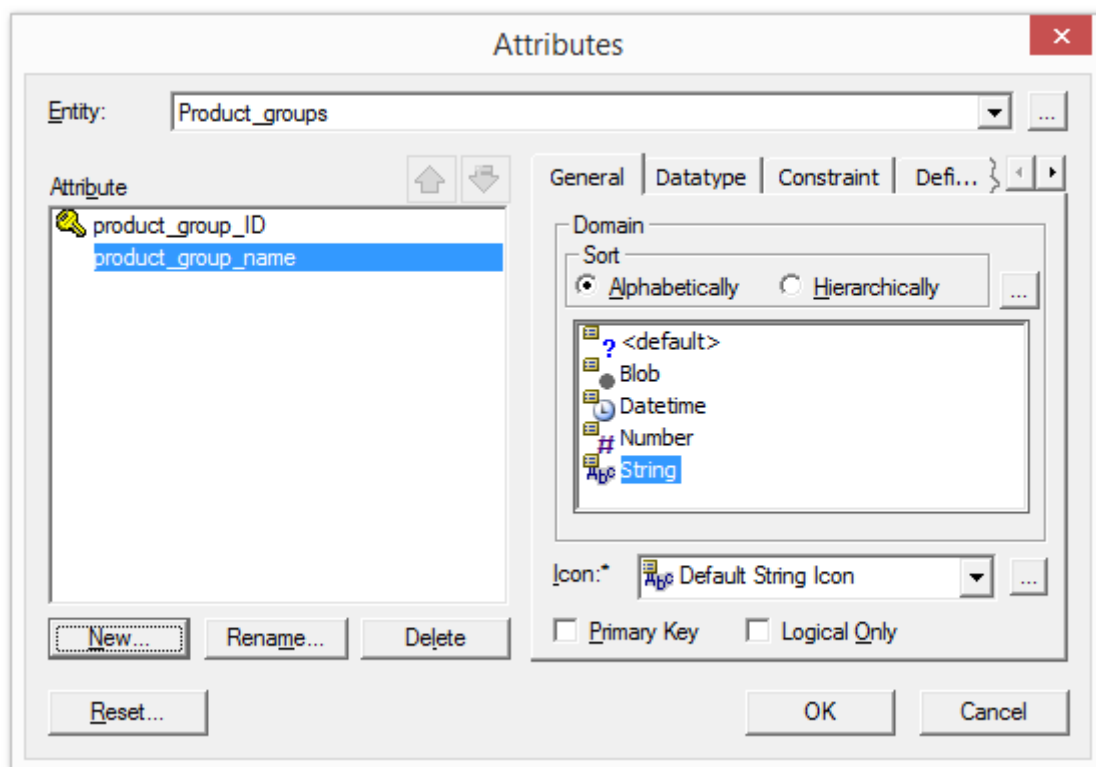 Attributes
Entity: Product_groups ...
Attribute
product_group_ID
product_group_name
New... Rename... Delete
General Datatype Constraint Defi...
Domain
Sort
Alphabetically Hierarchically ...
<default>
Blob
Datetime
Number
String
Icon:* Default String Icon ...
Primary Key Logical Only
Reset... OK Cancel